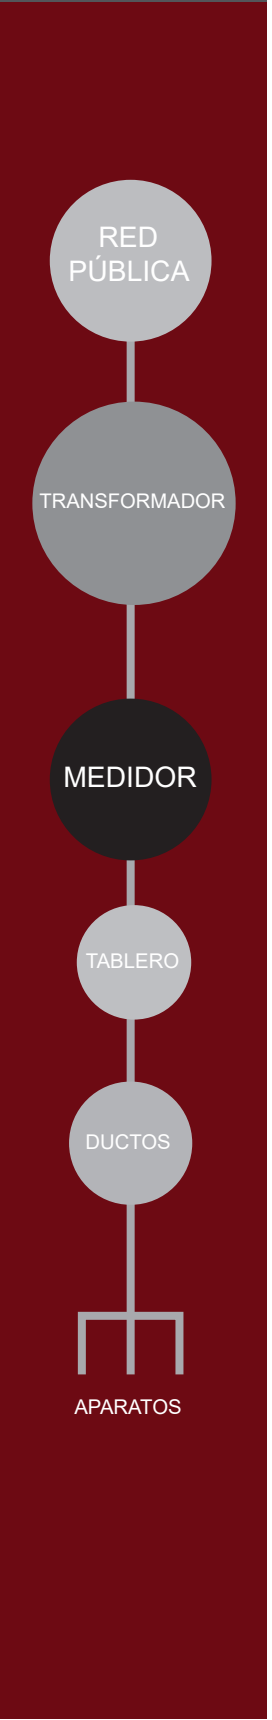 RED
PÚBLICA
TRANSFORMADOR
MEDIDOR
TABLERO
DUCTOS
APARATOS